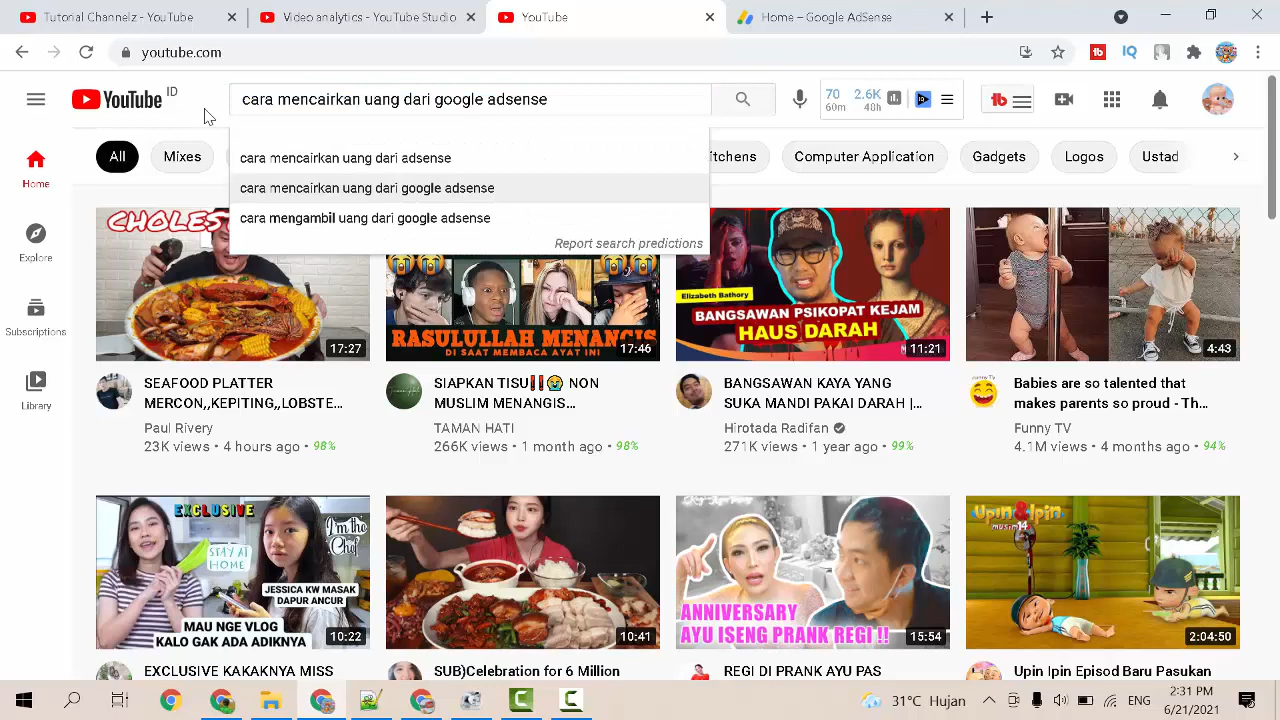 Tutorial Channel - YouTube
Video analytics - YouTube Studio
YouTube
Home – Google AdSense
youtube.com
YouTube ID
cara mencairkan uang dari google adsense
70 2.6K
60m 48h
cara mencairkan uang dari adsense
cara mencairkan uang dari google adsense
cara mengambil uang dari google adsense
Report search predictions
All
Mixes
itchens
Computer Application
Gadgets
Logos
Ustad
Home
Explore
Subscriptions
Library
CHOLES
17:27
RASULULLAH MENANGIS
DI SAAT MEMBACA AYAT INI
17:46
Elizabeth Bathory
BANGSAWAN PSIKOPAT KEJAM
HAUS DARAH
11:21
4:43
SEAFOOD PLATTER
MERCON,,KEPITING,,LOBSTE...
Paul Rivery
23K views • 4 hours ago • 98%
SIAPKAN TISU‼️😭 NON
MUSLIM MENANGIS...
TAMAN HATI
266K views • 1 month ago • 98%
BANGSAWAN KAYA YANG
SUKA MANDI PAKAI DARAH |...
Hirotada Radifan
271K views • 1 year ago • 99%
Funny TV
Babies are so talented that
makes parents so proud - Th...
Funny TV
4.1M views • 4 months ago • 94%
EXCLUSIVE
STAY AT
HOME
I'm the
Chef
JESSICA KW MASAK
DAPUR ANCUR
MAU NGE VLOG
KALO GAK ADA ADIKNYA
10:22
10:41
ANNIVERSARY
AYU ISENG PRANK REGI !!
15:54
Upin&Ipin
musim 14
2:04:50
EXCLUSIVE KAKAKNYA MISS
SUB)Celebration for 6 Million
REGI DI PRANK AYU PAS
Upin Ipin Episod Baru Pasukan
31°C Hujan
ENG
2:31 PM
6/21/2021